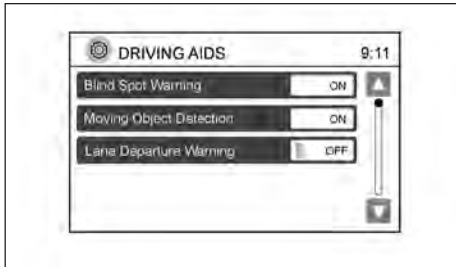 DRIVING AIDS 9:11
Blind Spot Warning ON
Moving Object Detection ON
Lane Departure Warning OFF